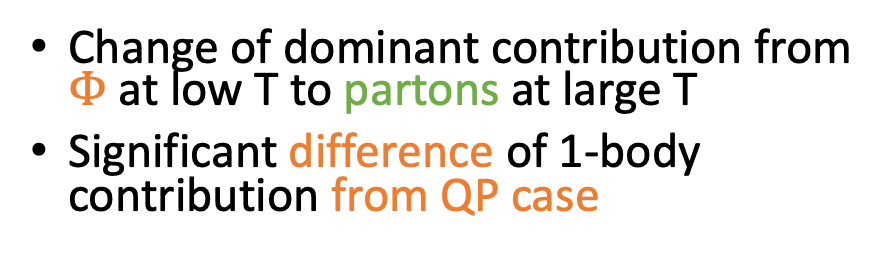 • Change of dominant contribution from
Φ at low T to partons at large T
• Significant difference of 1-body
contribution from QP case